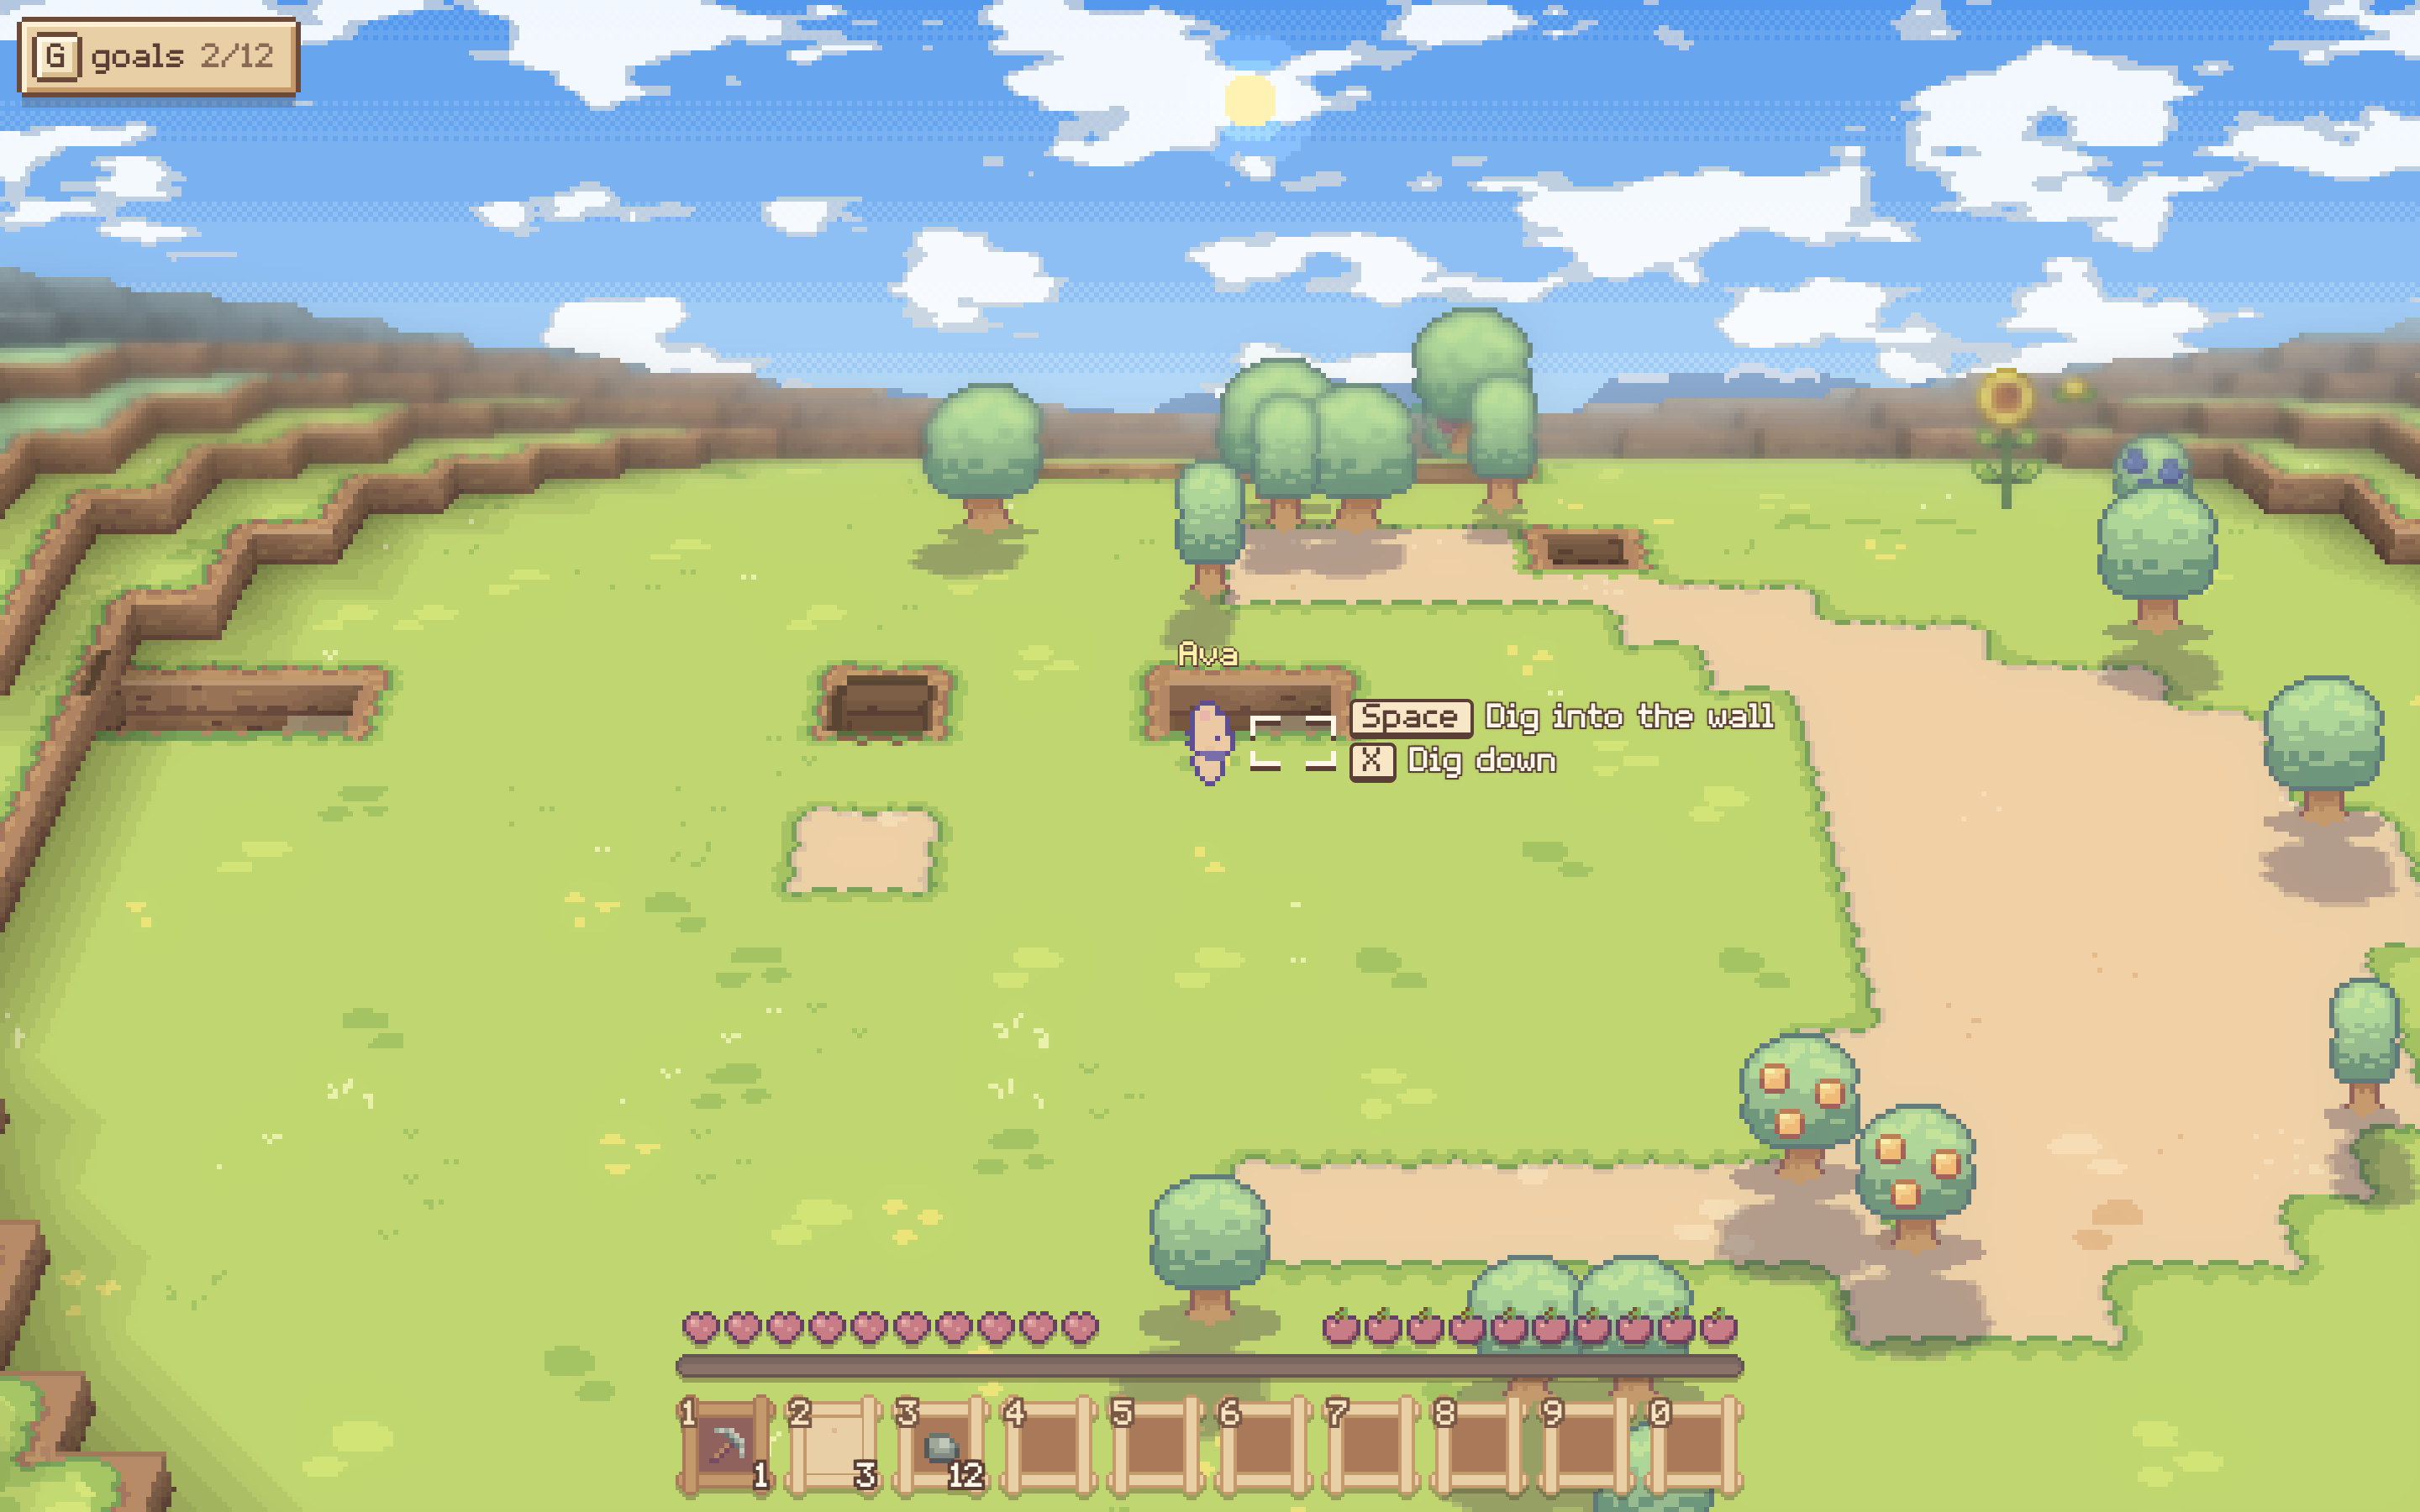 G goals 2/12
Ava
Space Dig into the wall
X Dig down
1 2 3 4 5 6 7 8 9 0
1 3 12